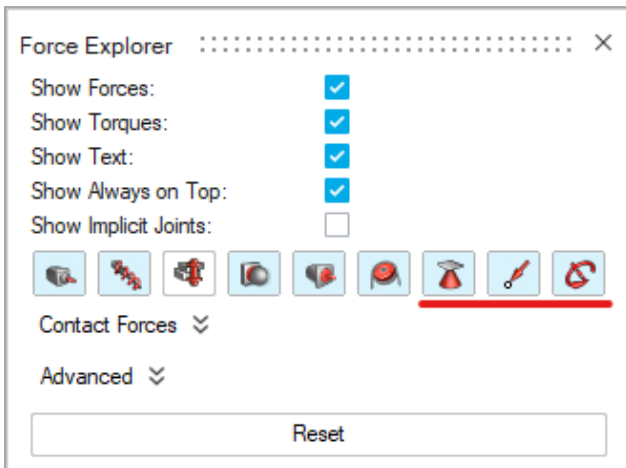 Force Explorer
Show Forces:
Show Torques:
Show Text:
Show Always on Top:
Show Implicit Joints:
Contact Forces
Advanced
Reset